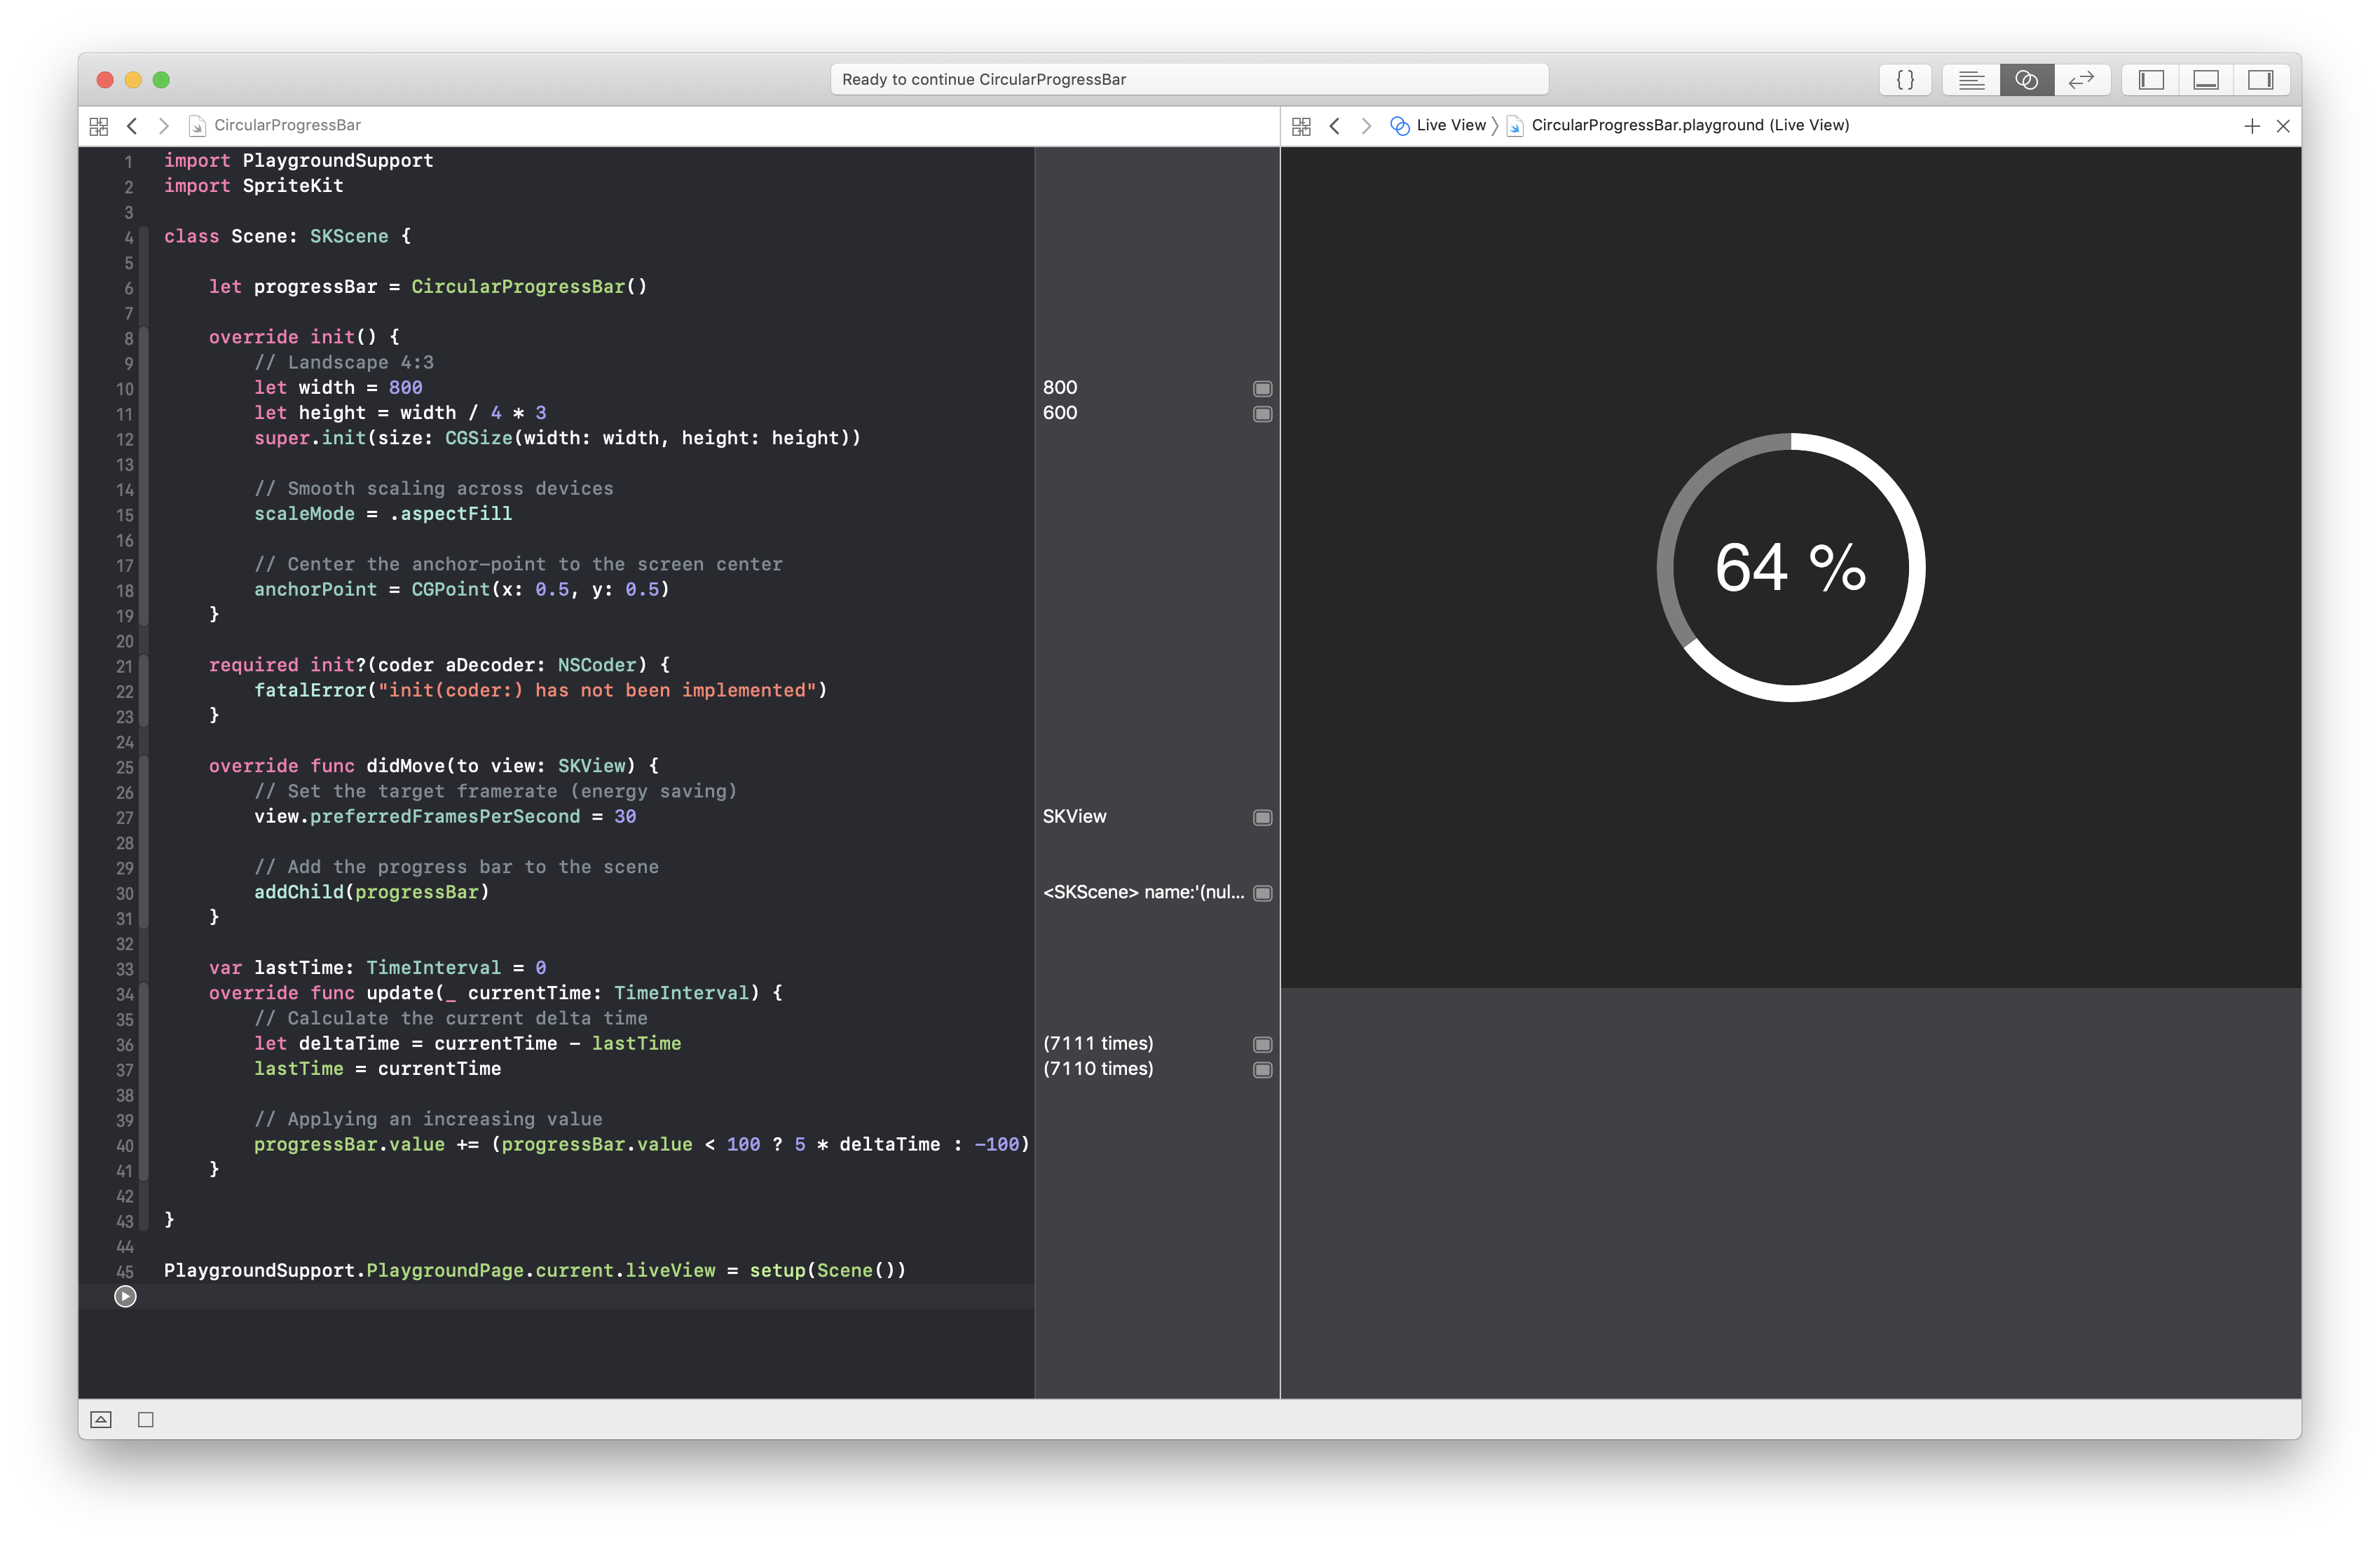 Ready to continue CircularProgressBar
{ }
CircularProgressBar
Live View
CircularProgressBar.playground (Live View)
1 import PlaygroundSupport
2 import SpriteKit
3
4 class Scene: SKScene {
5
6 let progressBar = CircularProgressBar()
7
8 override init() {
9 // Landscape 4:3
10 let width = 800
11 let height = width / 4 * 3
12 super.init(size: CGSize(width: width, height: height))
13
14 // Smooth scaling across devices
15 scaleMode = .aspectFill
16
17 // Center the anchor-point to the screen center
18 anchorPoint = CGPoint(x: 0.5, y: 0.5)
19 }
20
21 required init?(coder aDecoder: NSCoder) {
22 fatalError("init(coder:) has not been implemented")
23 }
24
25 override func didMove(to view: SKView) {
26 // Set the target framerate (energy saving)
27 view.preferredFramesPerSecond = 30
28
29 // Add the progress bar to the scene
30 addChild(progressBar)
31 }
32
33 var lastTime: TimeInterval = 0
34 override func update(_ currentTime: TimeInterval) {
35 // Calculate the current delta time
36 let deltaTime = currentTime - lastTime
37 lastTime = currentTime
38
39 // Applying an increasing value
40 progressBar.value += (progressBar.value < 100 ? 5 * deltaTime : -100)
41 }
42
43 }
44
45 PlaygroundSupport.PlaygroundPage.current.liveView = setup(Scene())
800
600
SKView
<SKScene> name:'(nul...
(7111 times)
(7110 times)
64 %